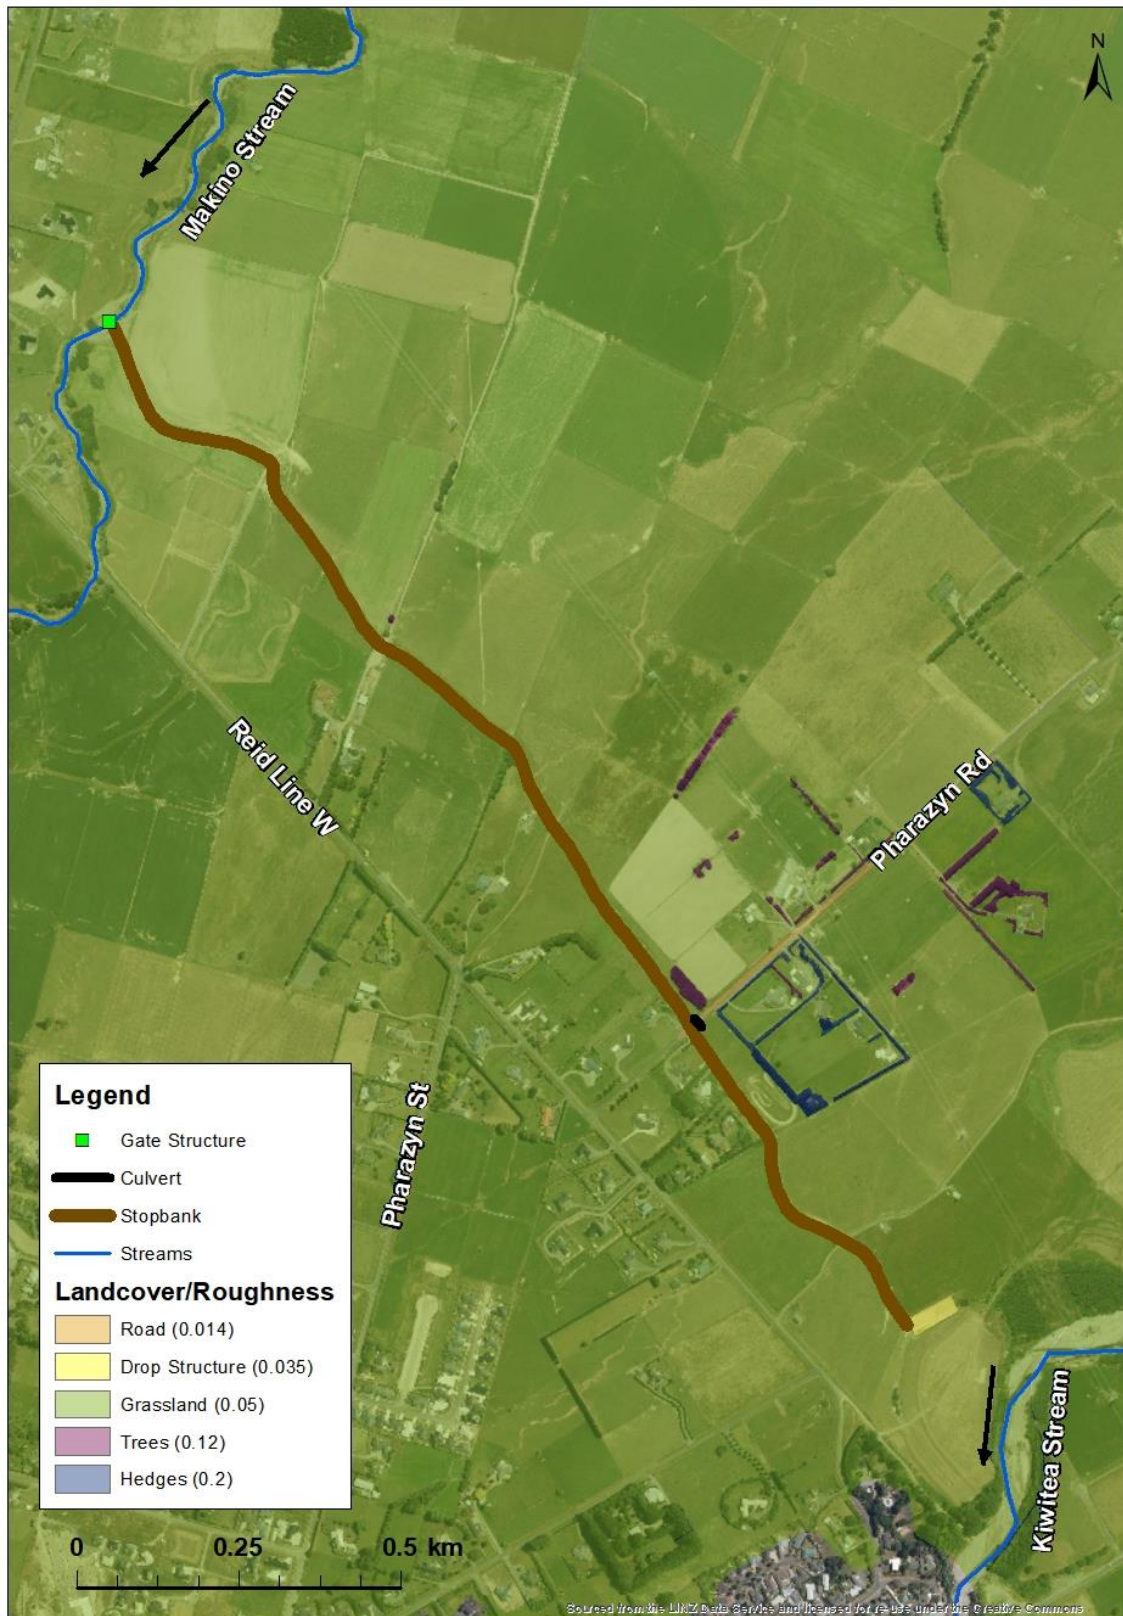 N
Makino Stream
Reid Line W
Pharazyn Rd
Pharazyn St
Kiwitea Stream
Legend
Gate Structure
Culvert
Stopbank
Streams
Landcover/Roughness
Road (0.014)
Drop Structure (0.035)
Grassland (0.05)
Trees (0.12)
Hedges (0.2)
0 0.25 0.5 km
Sourced from the LINZ Data Service and licensed for re-use under the Creative Commons